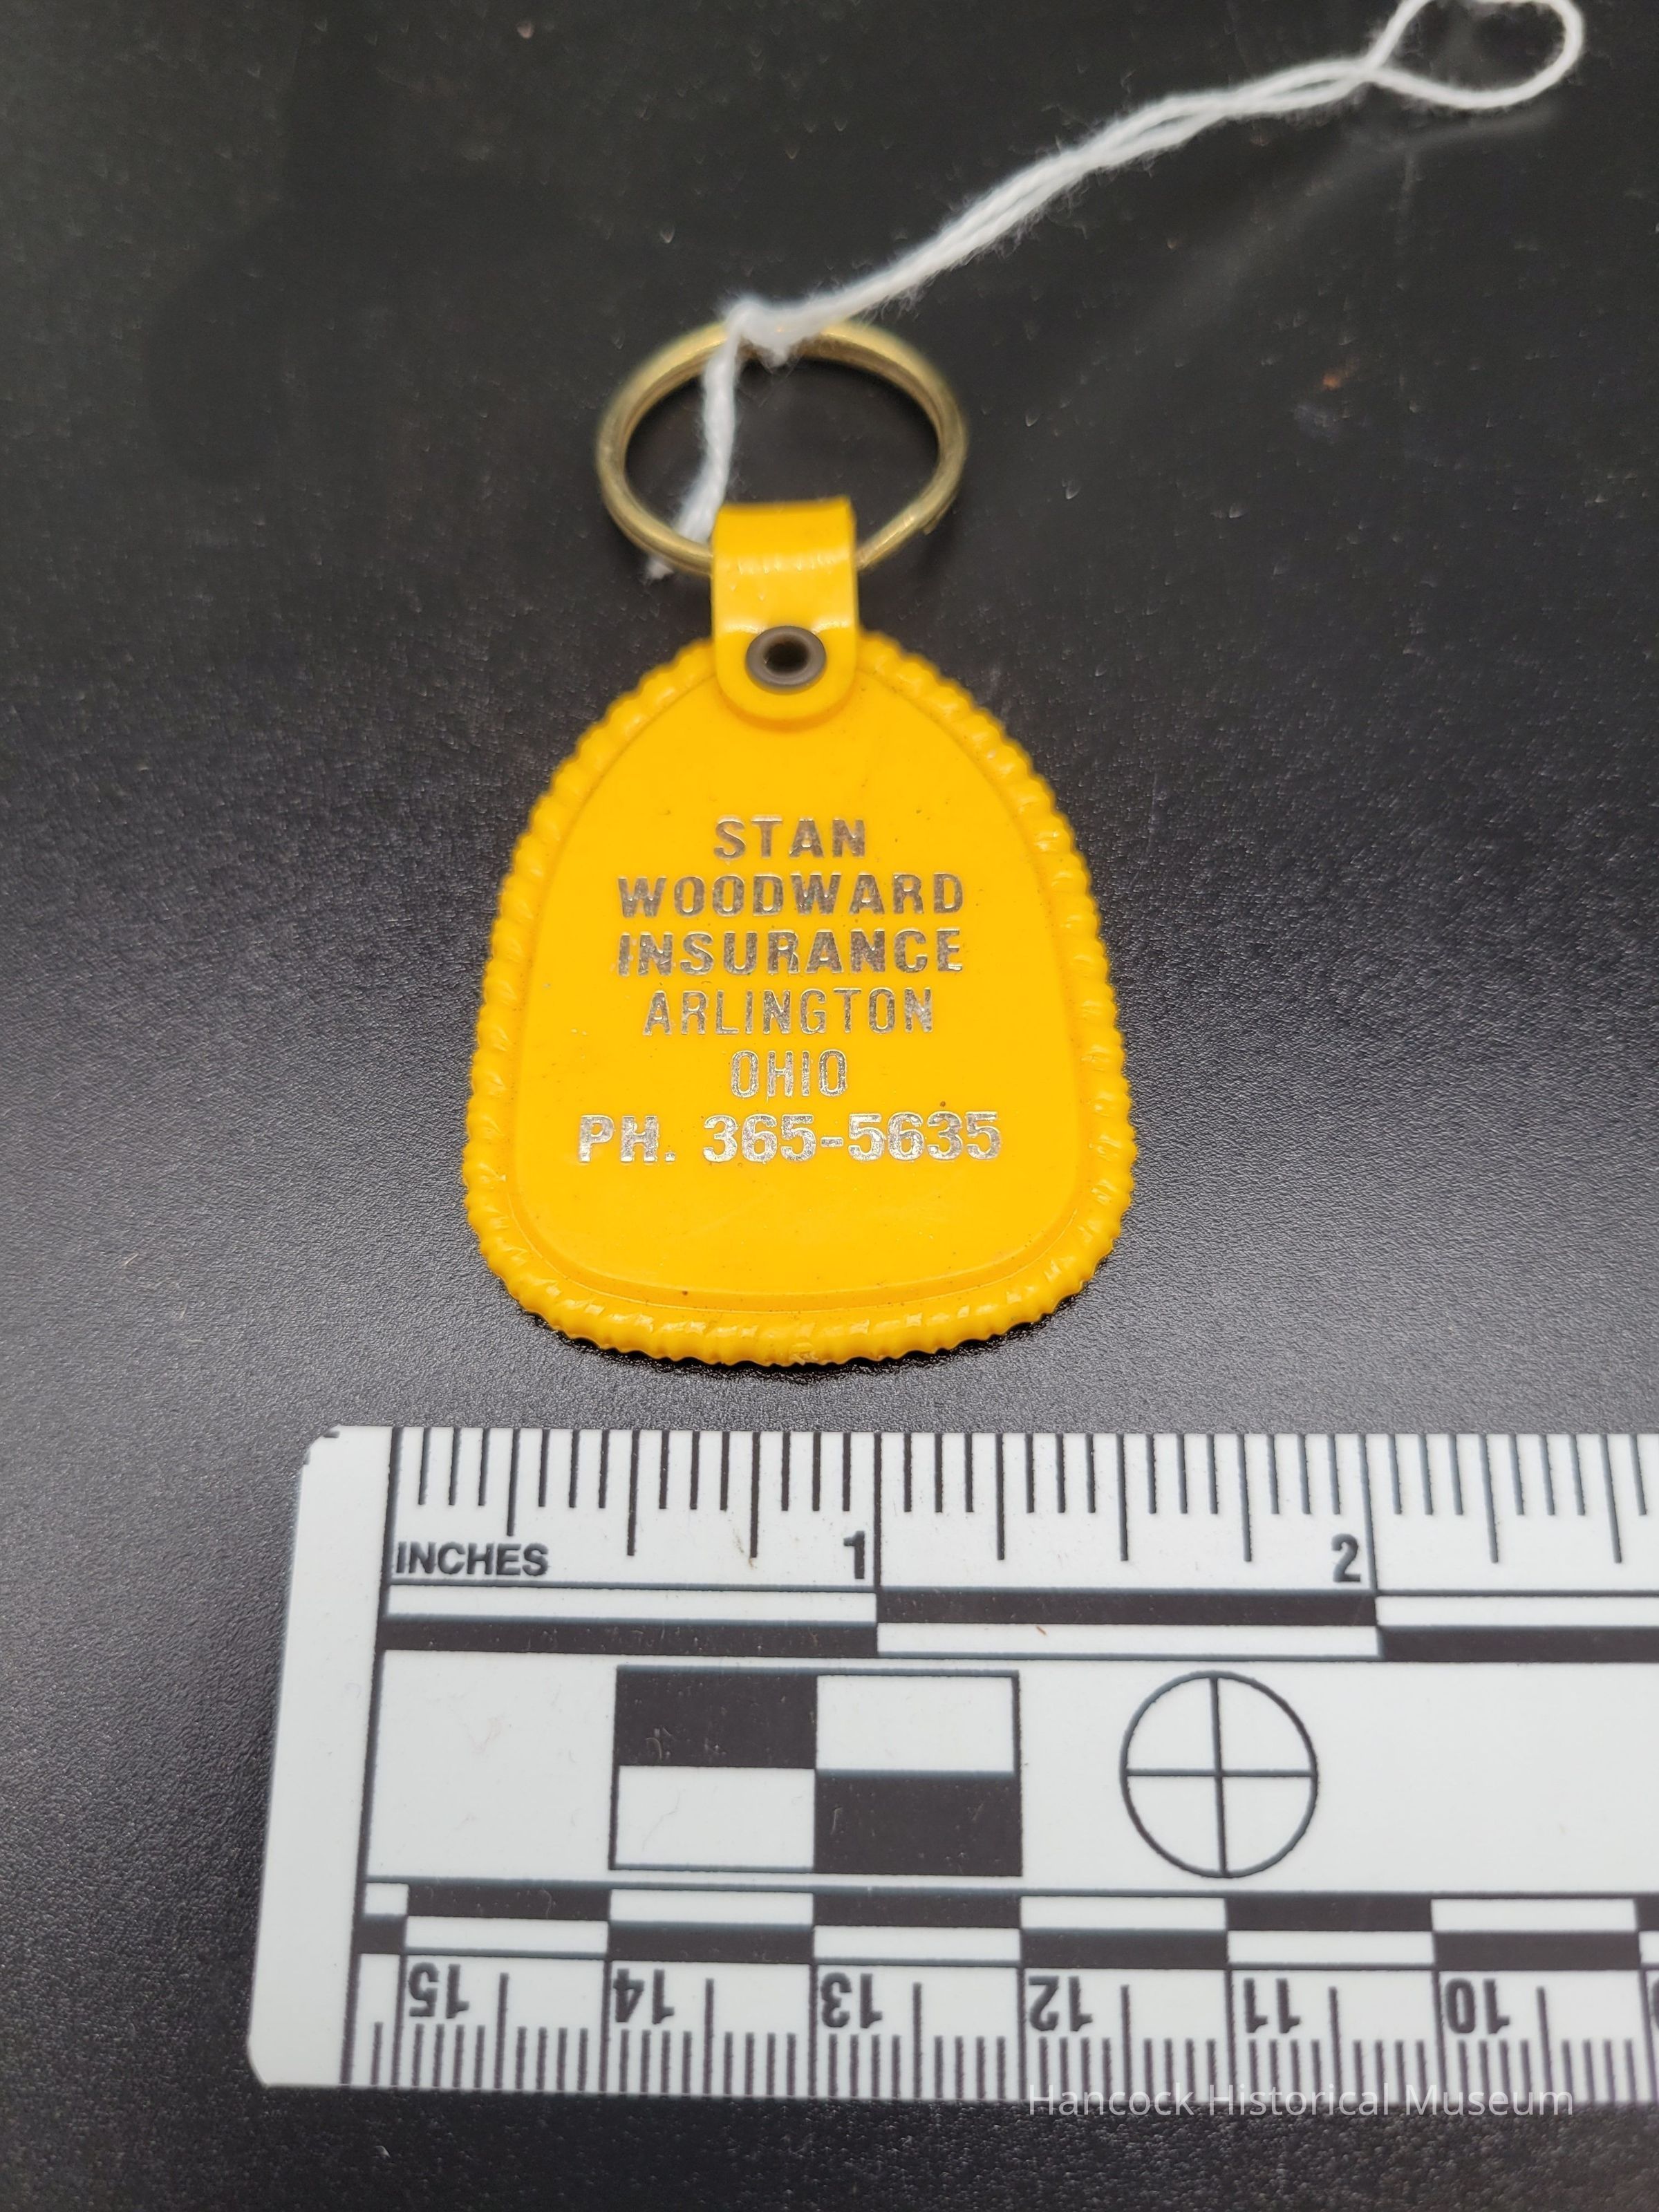 STAN
WOODWARD
INSURANCE
ARLINGTON
OHIO
PH. 365-5635
1 2
INCHES
15 14 13 12 11 10
Hancock Historical Museum